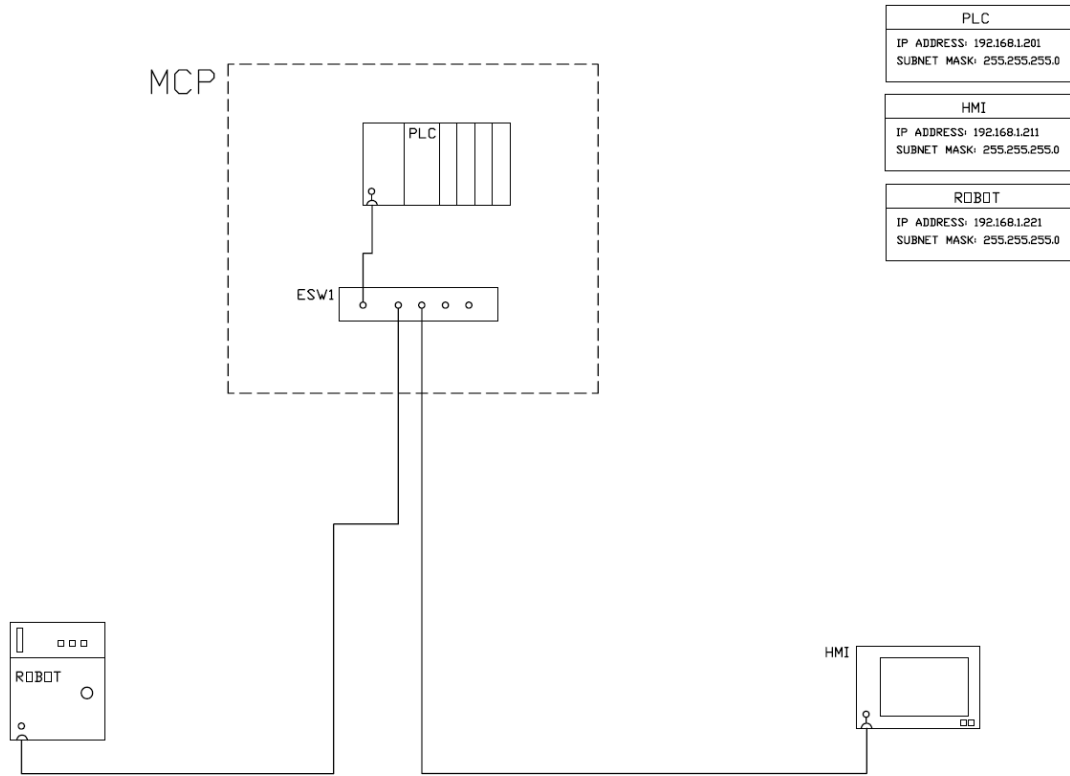 PLC
IP ADDRESS: 192.168.1.201
SUBNET MASK: 255.255.255.0
MCP
HMI
IP ADDRESS: 192.168.1.211
SUBNET MASK: 255.255.255.0
PLC
ROBOT
IP ADDRESS: 192.168.1.221
SUBNET MASK: 255.255.255.0
ESW1
HMI
ROBOT